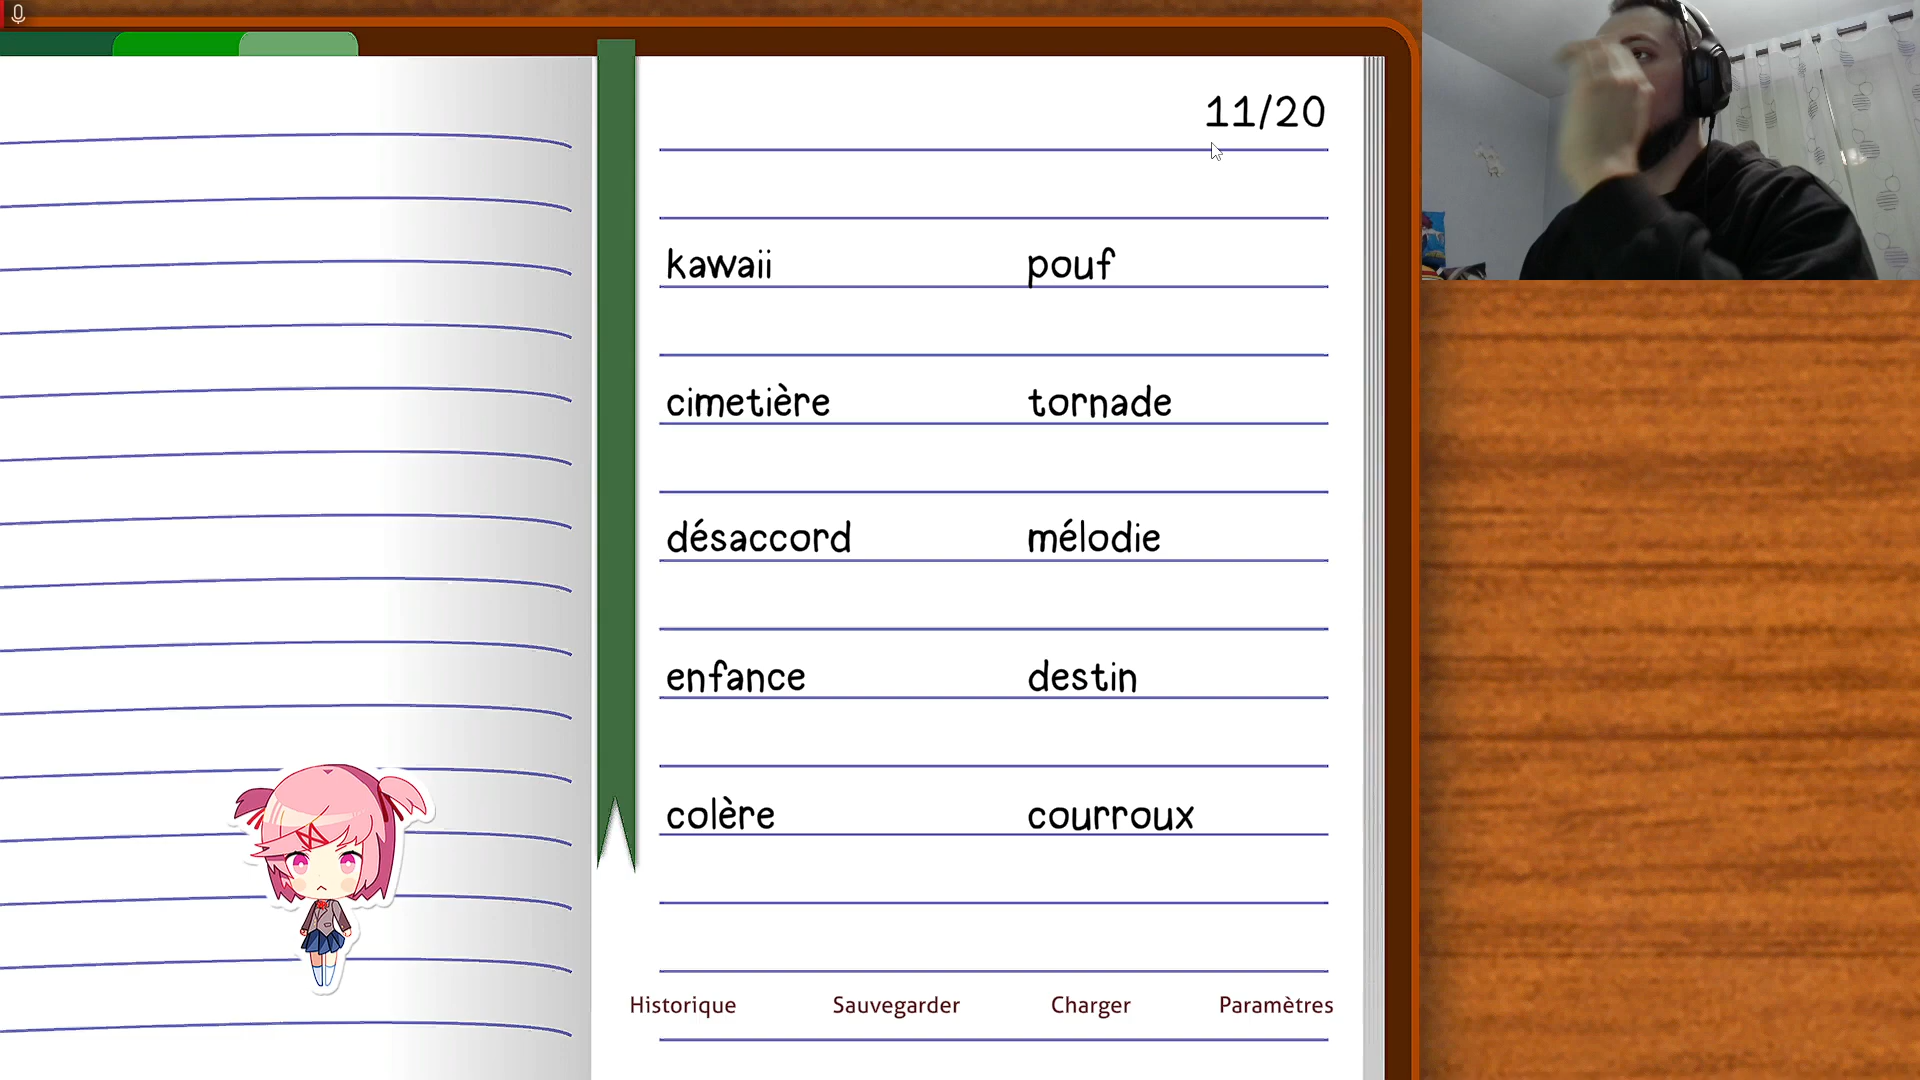 11/20
kawaii pouf
cimetière tornade
désaccord mélodie
enfance destin
colère courroux
Historique Sauvegarder Charger Paramètres